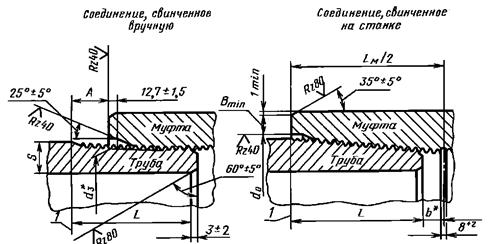 Соединение, свинченное
вручную
Соединение, свинченное
на станке
Rz40
25°±5°
A
12,7±1,5
Rz40
Муфта
Труба
S
d₃*
60°±5°
1
L
Rz80
3±2
Lм/2
1 min
Rz80
35°±5°
Bmin
Rz40
Муфта
Труба
d₀
1
L
b*
8⁺²